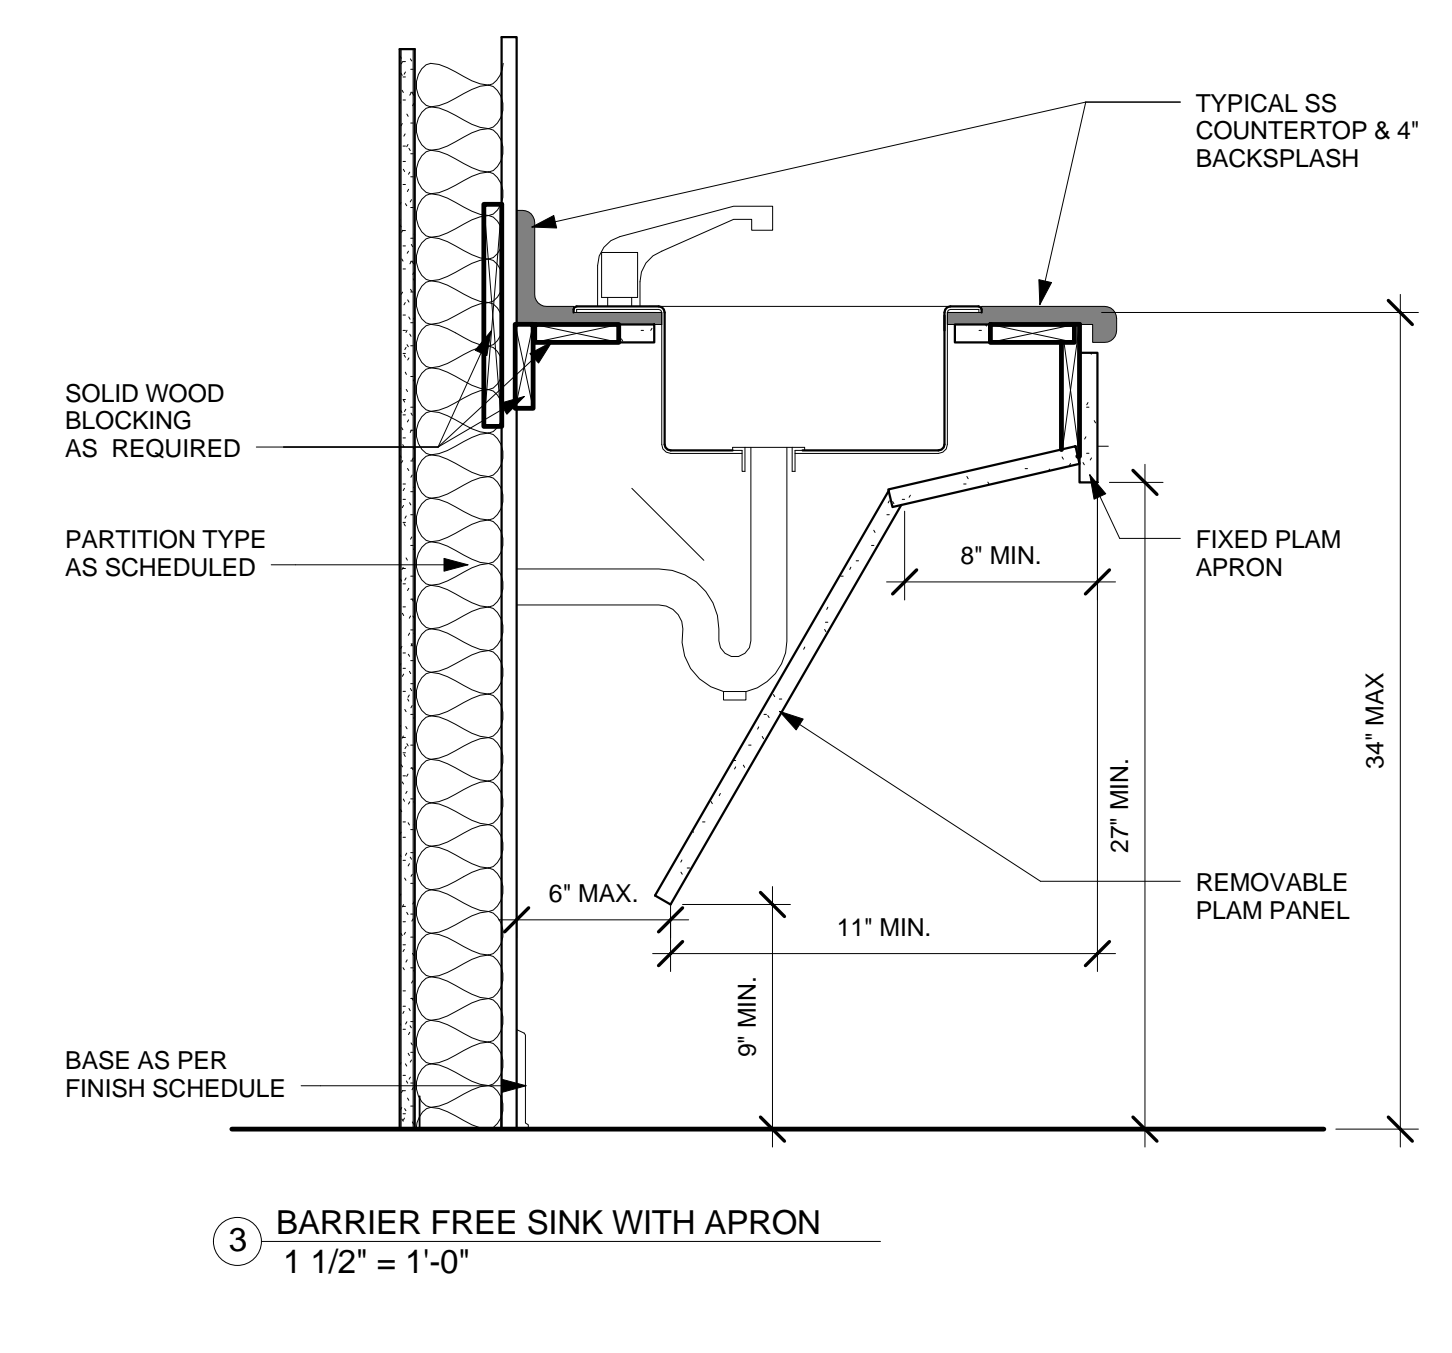 TYPICAL SS
COUNTERTOP & 4"
BACKSPLASH
SOLID WOOD
BLOCKING
AS  REQUIRED
PARTITION TYPE
AS SCHEDULED
8" MIN.
FIXED PLAM
APRON
34" MAX
27" MIN.
6" MAX.
REMOVABLE
PLAM PANEL
11" MIN.
9" MIN.
BASE AS PER
FINISH SCHEDULE
3
BARRIER FREE SINK WITH APRON
1 1/2" = 1'-0"